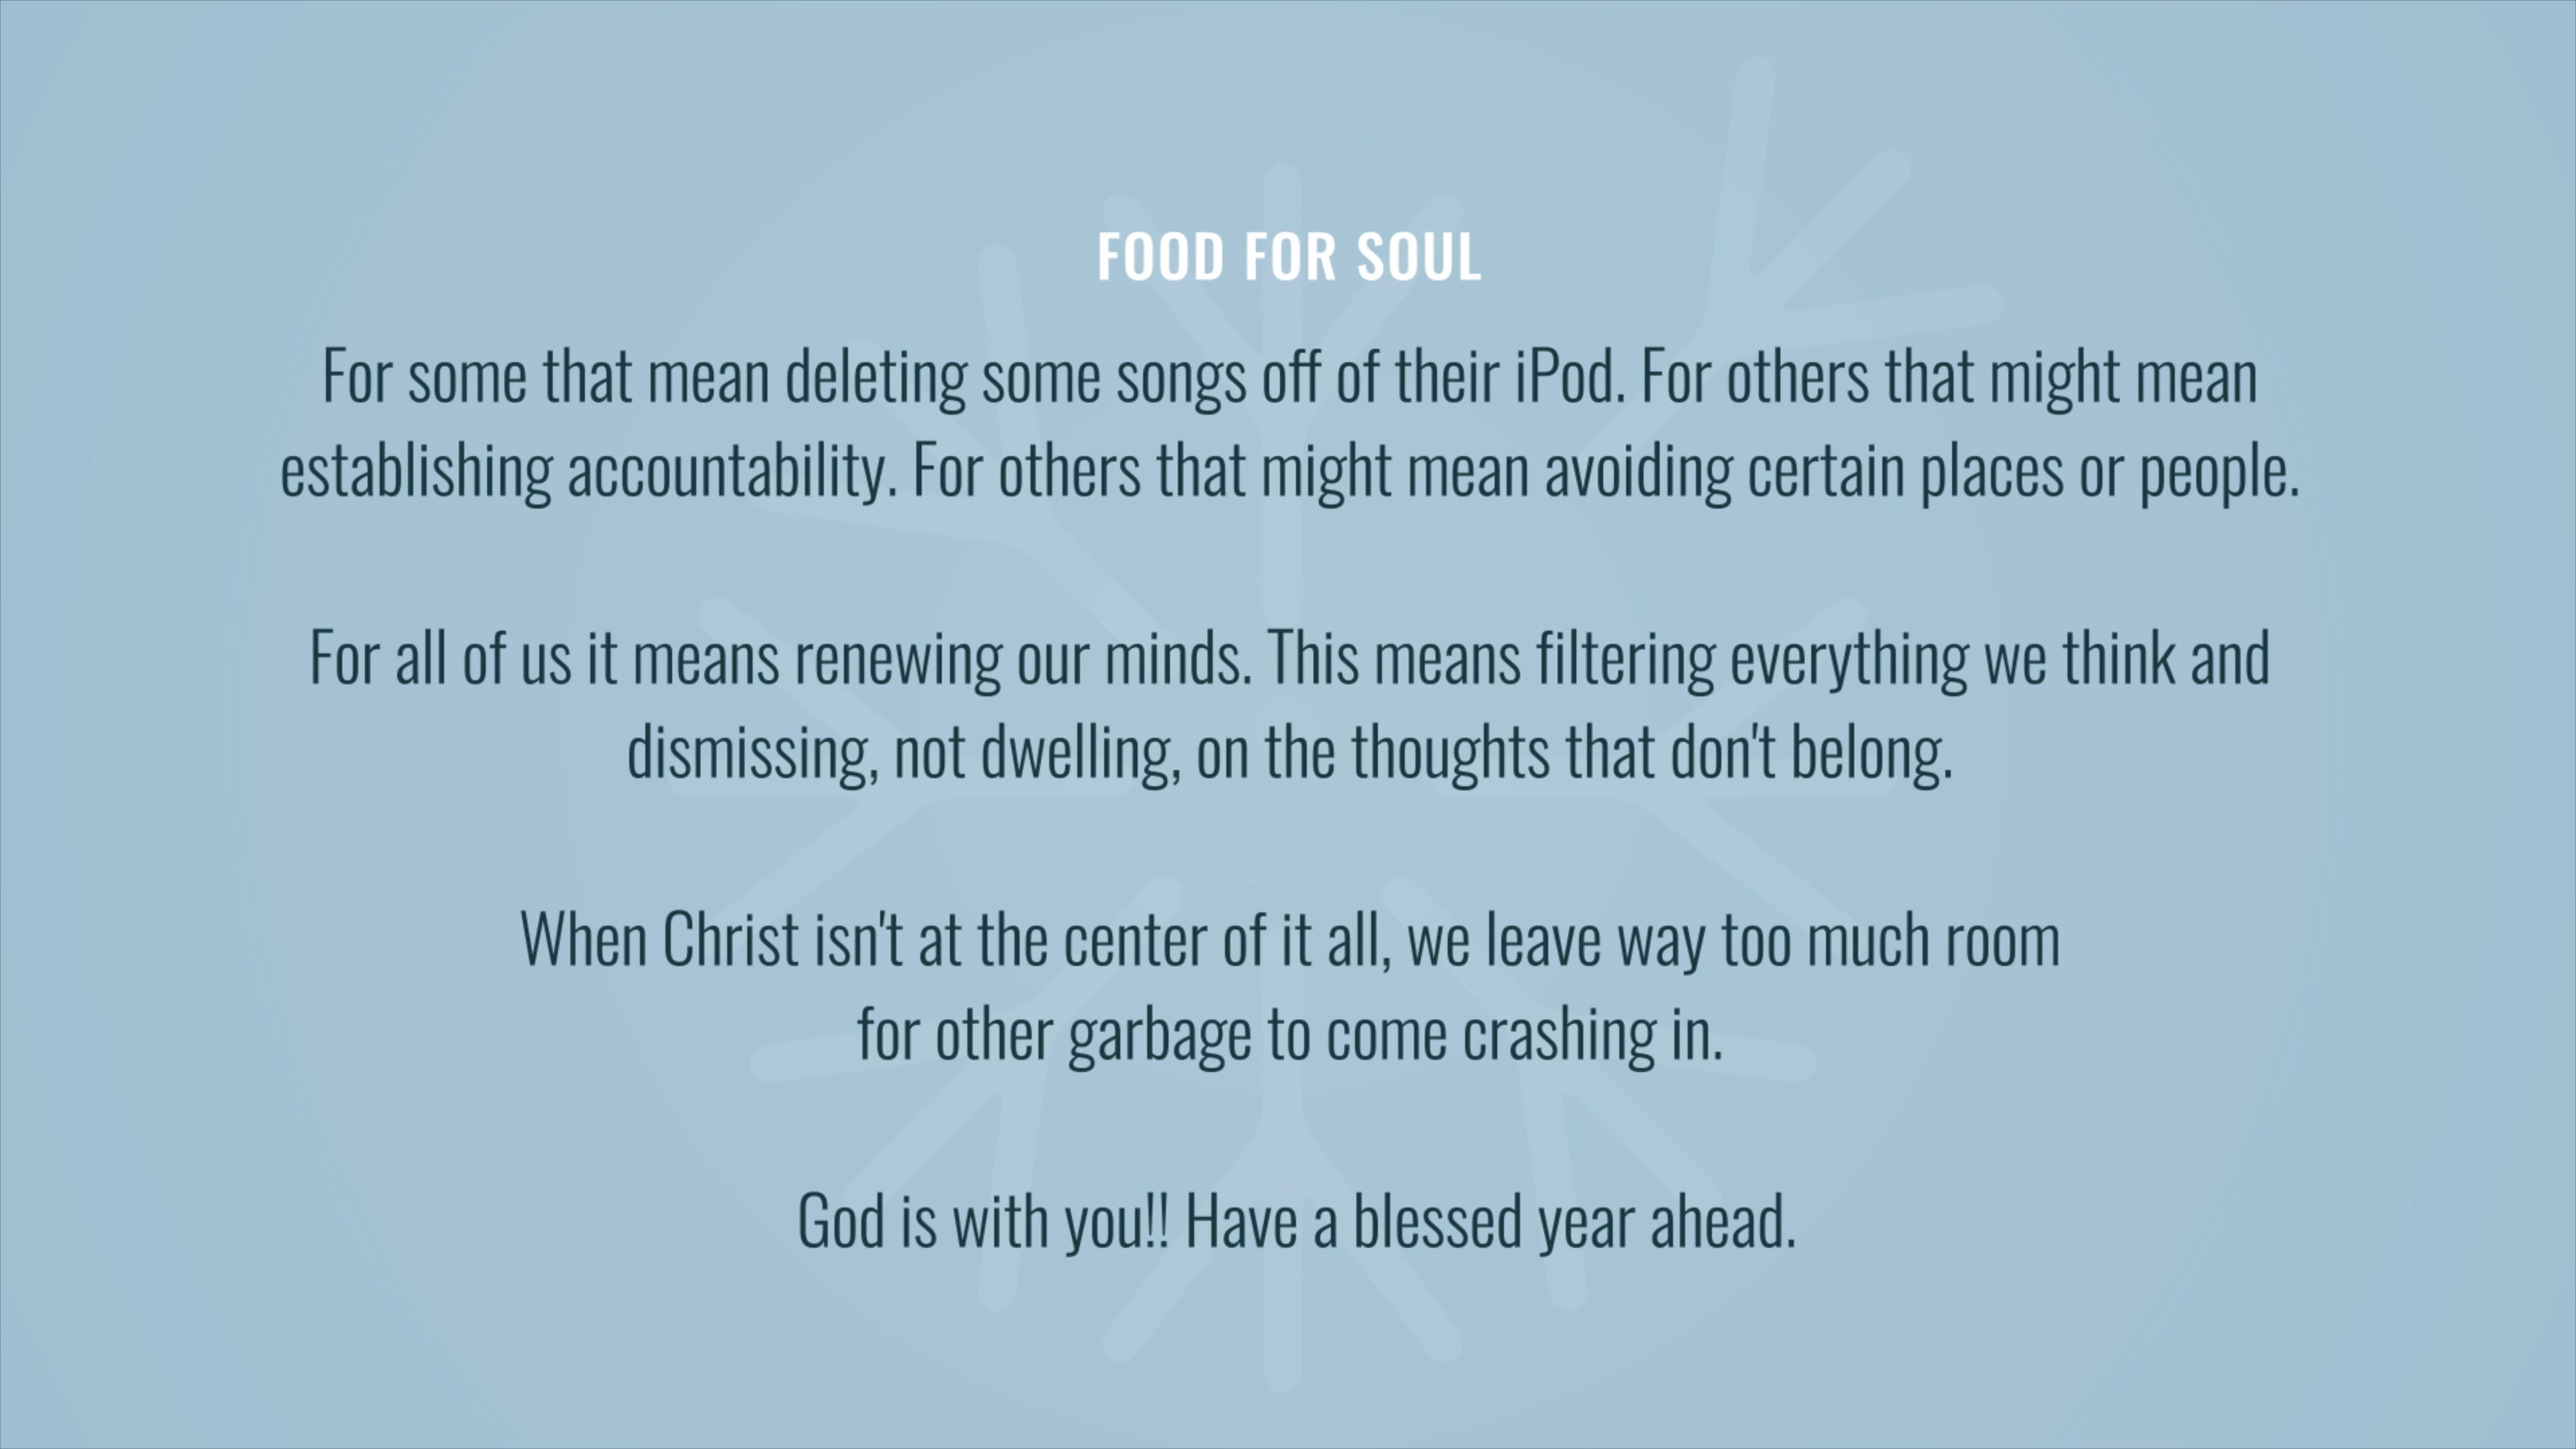 FOOD FOR SOUL
For some that mean deleting some songs off of their iPod. For others that might mean
establishing accountability. For others that might mean avoiding certain places or people.
For all of us it means renewing our minds. This means filtering everything we think and
dismissing, not dwelling, on the thoughts that don't belong.
When Christ isn't at the center of it all, we leave way too much room
for other garbage to come crashing in.
God is with you!! Have a blessed year ahead.